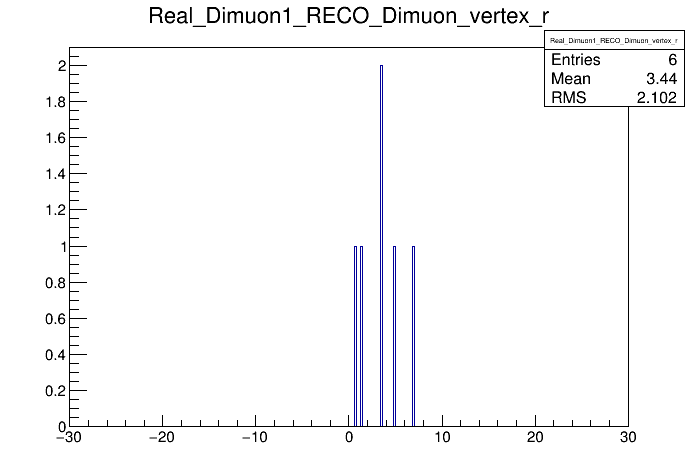 Real_Dimuon1_RECO_Dimuon_vertex_r
Real_Dimuon1_RECO_Dimuon_vertex_r
Entries 6
Mean 3.44
RMS 2.102
2
1.8
1.6
1.4
1.2
1
0.8
0.6
0.4
0.2
0
−30 −20 −10 0 10 20 30